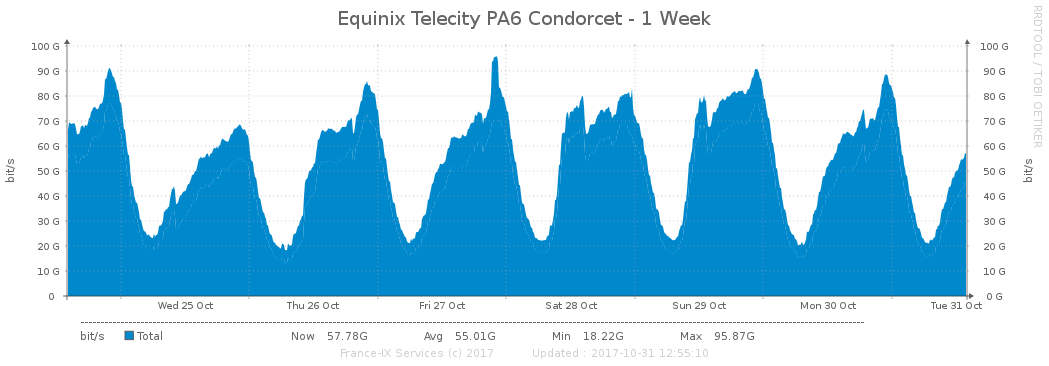 Equinix Telecity PA6 Condorcet - 1 Week
RRDTOOL / TOBI OETIKER
bit/s
100 G
90 G
80 G
70 G
60 G
50 G
40 G
30 G
20 G
10 G
0
100 G
90 G
80 G
70 G
60 G
50 G
40 G
30 G
20 G
10 G
0 G
bit/s
Wed 25 Oct Thu 26 Oct Fri 27 Oct Sat 28 Oct Sun 29 Oct Mon 30 Oct Tue 31 Oct
bit/s Total Now 57.78G Avg 55.01G Min 18.22G Max 95.87G
France-IX Services (c) 2017 Updated : 2017-10-31 12:55:10